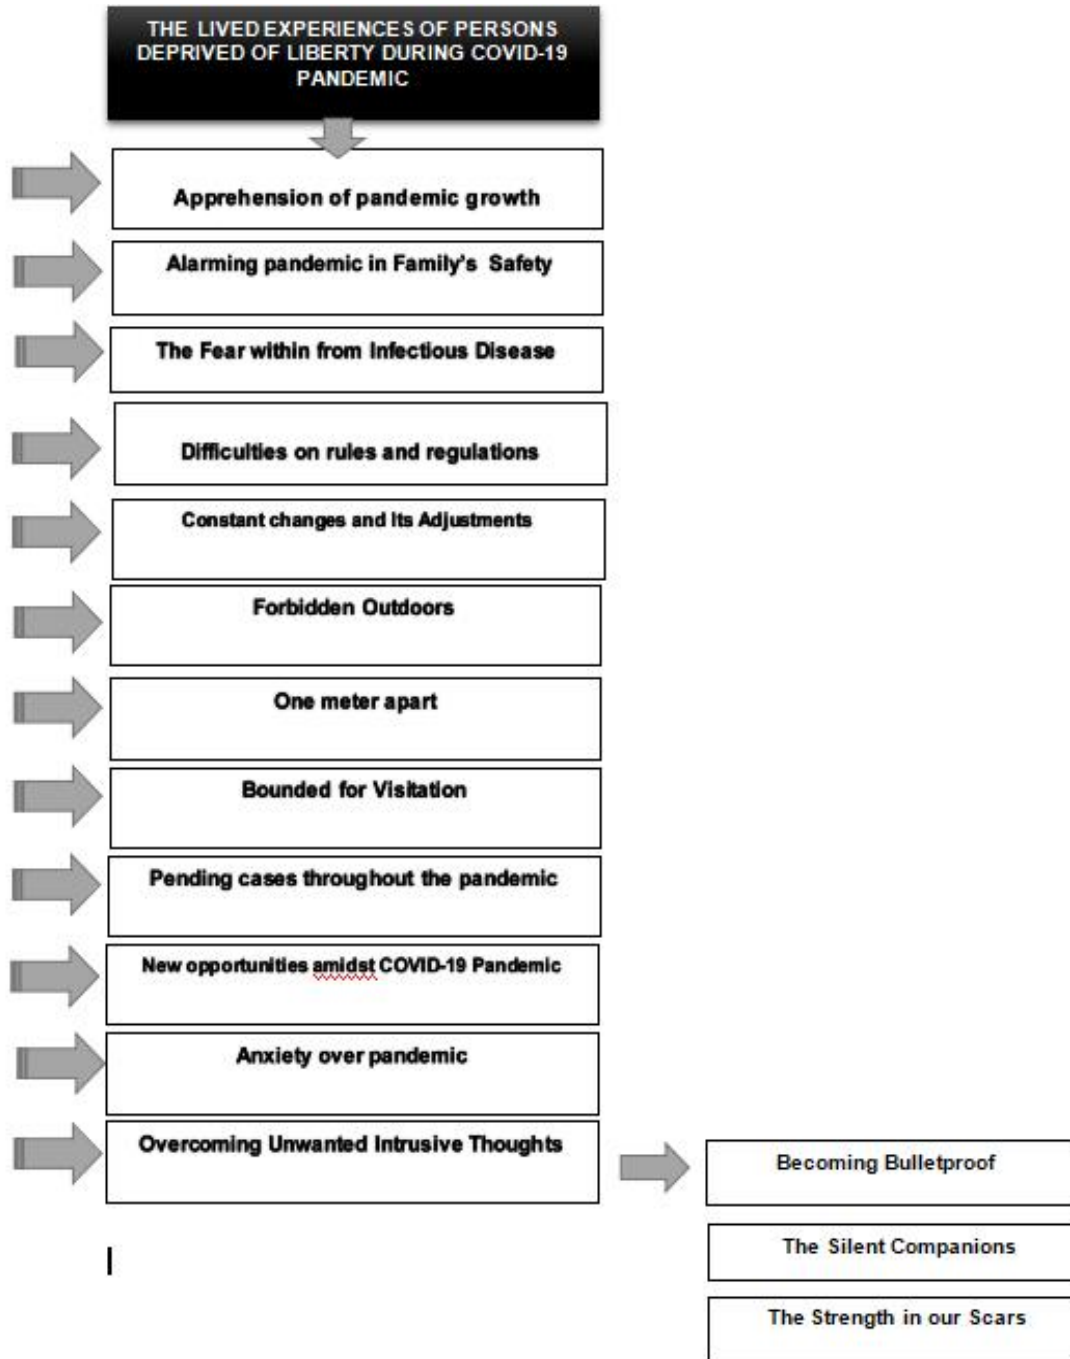 THE LIVED EXPERIENCES OF PERSONS
DEPRIVED OF LIBERTY DURING COVID-19
PANDEMIC
Apprehension of pandemic growth
Alarming pandemic in Family's Safety
The Fear within from Infectious Disease
Difficulties on rules and regulations
Constant changes and Its Adjustments
Forbidden Outdoors
One meter apart
Bounded for Visitation
Pending cases throughout the pandemic
New opportunities amidst COVID-19 Pandemic
Anxiety over pandemic
Overcoming Unwanted Intrusive Thoughts
Becoming Bulletproof
The Silent Companions
The Strength in our Scars